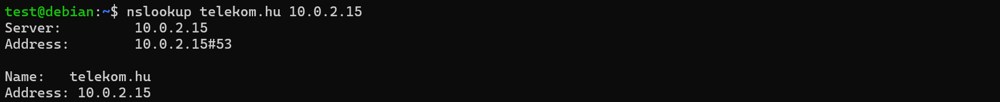 test@debian:~$ nslookup telekom.hu 10.0.2.15
Server:         10.0.2.15
Address:        10.0.2.15#53

Name:   telekom.hu
Address: 10.0.2.15